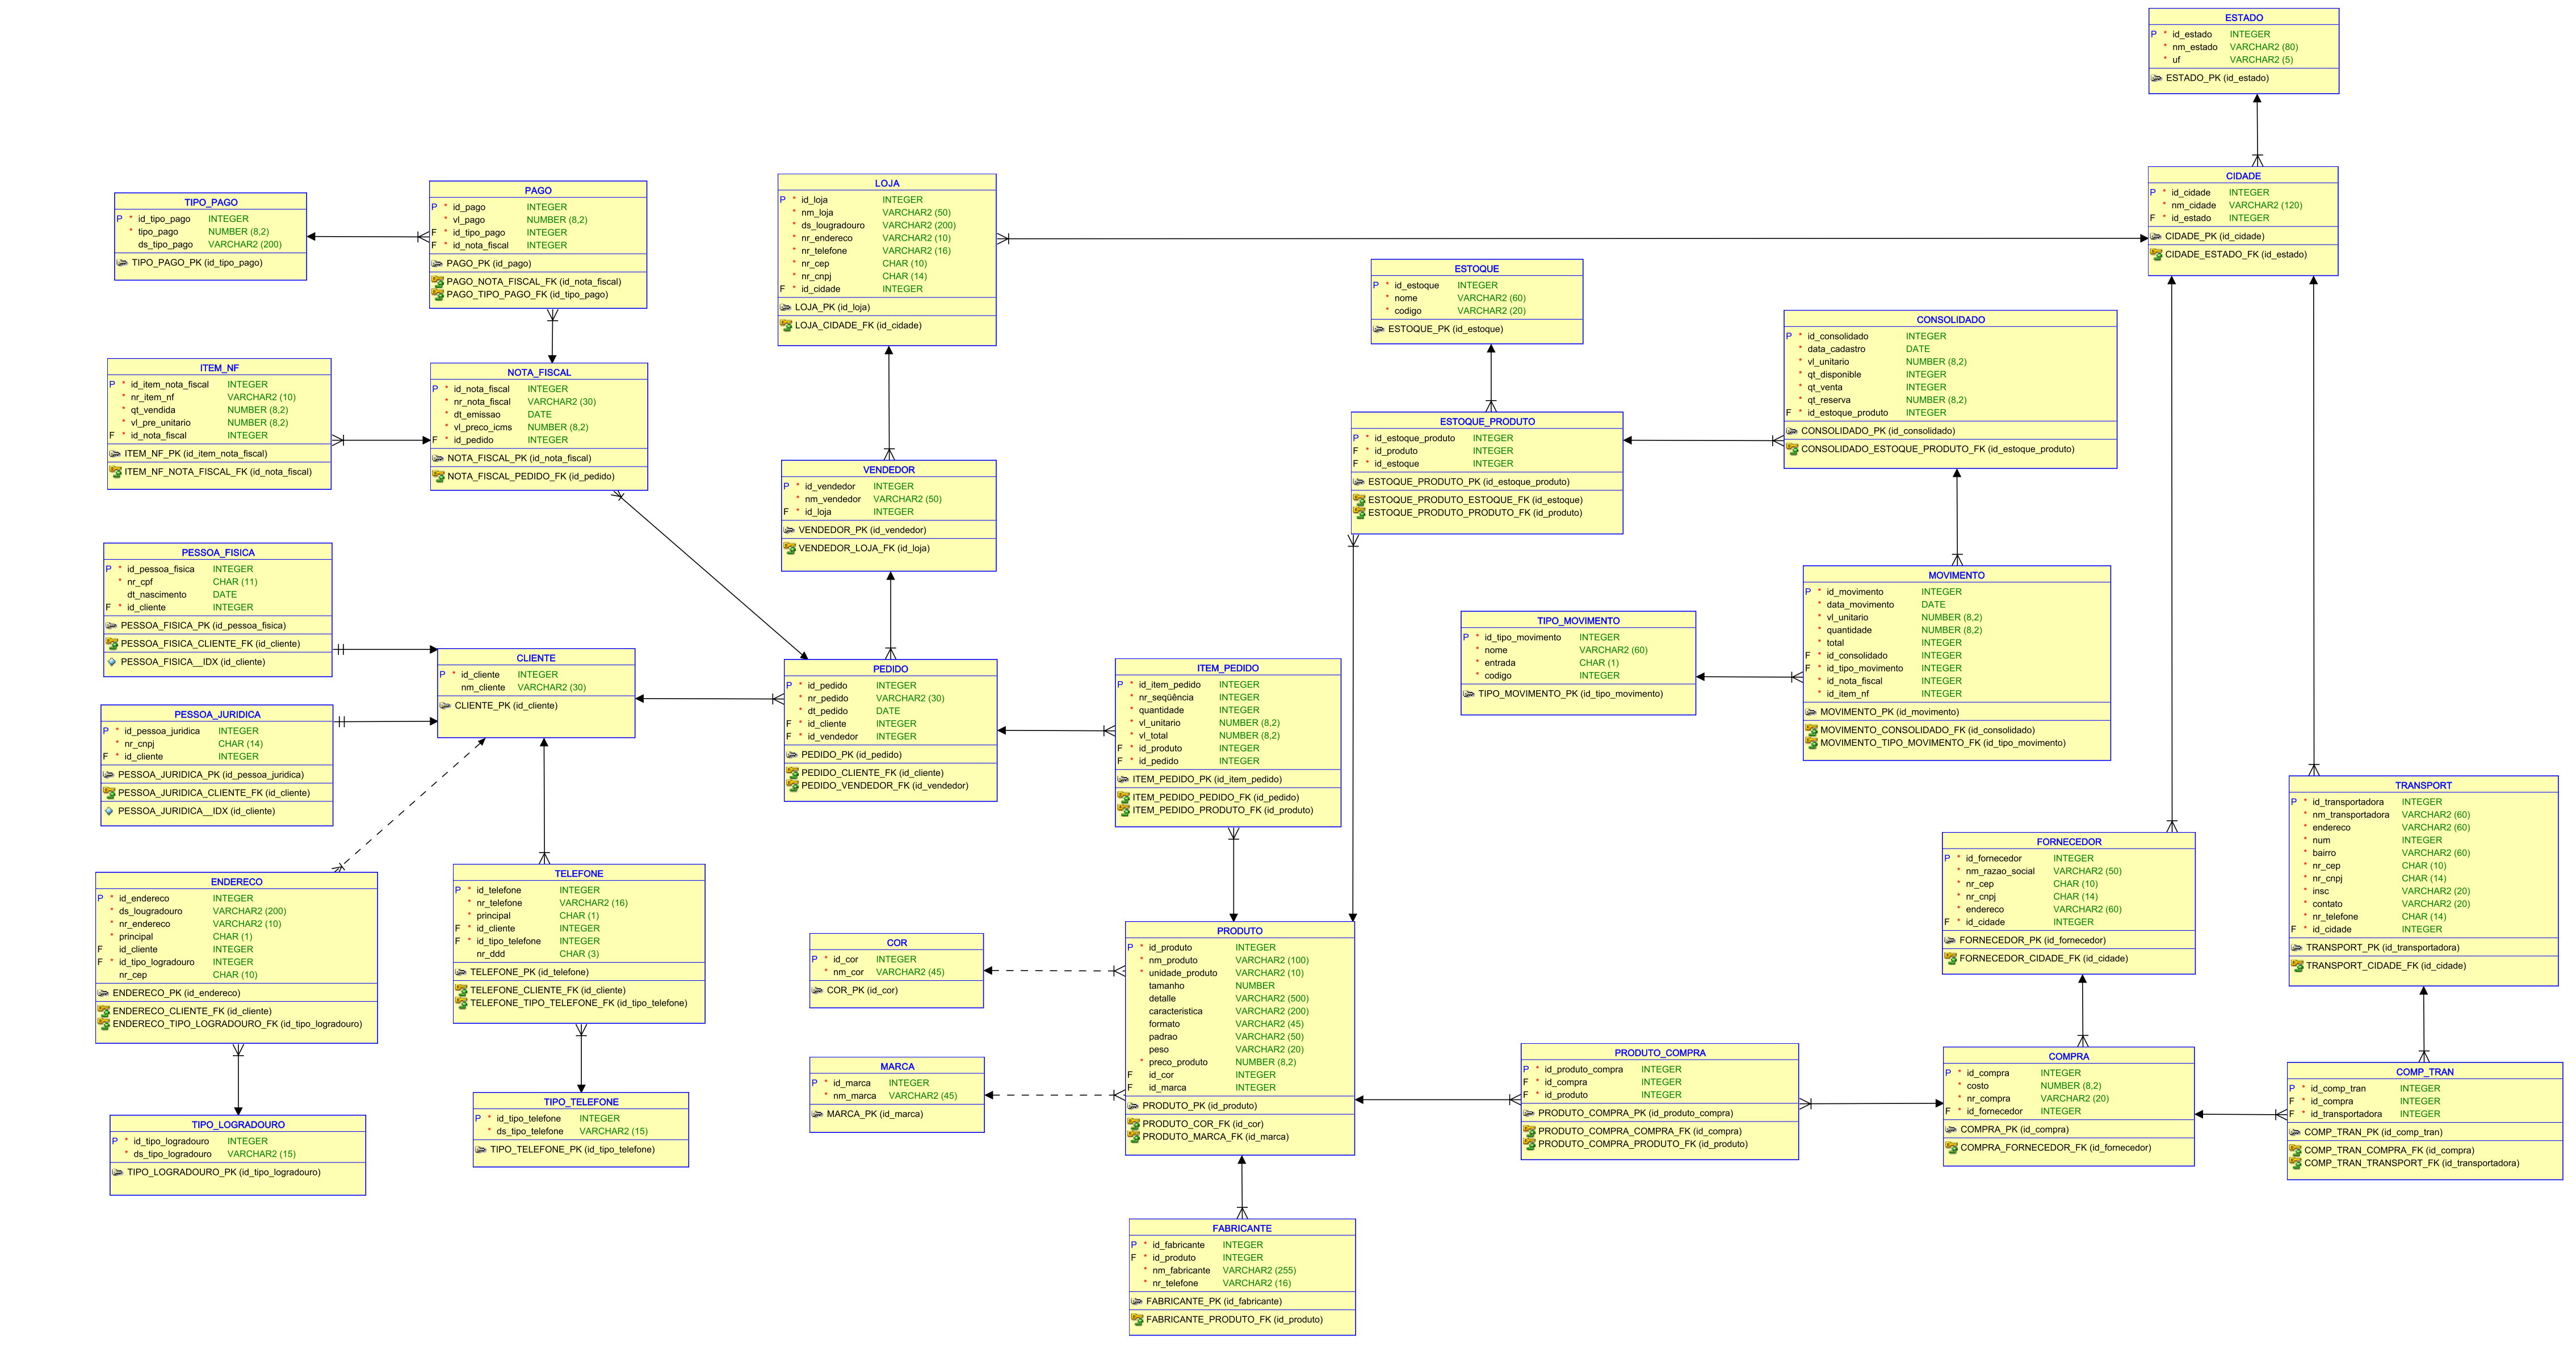 ESTADO
P * id_estado INTEGER
* nm_estado VARCHAR2 (80)
* uf VARCHAR2 (5)
ESTADO_PK (id_estado)
CIDADE
P * id_cidade INTEGER
* nm_cidade VARCHAR2 (120)
F * id_estado INTEGER
CIDADE_PK (id_cidade)
CIDADE_ESTADO_FK (id_estado)
TIPO_PAGO
P * id_tipo_pago INTEGER
* tipo_pago NUMBER (8,2)
ds_tipo_pago VARCHAR2 (200)
TIPO_PAGO_PK (id_tipo_pago)
PAGO
P * id_pago INTEGER
* vl_pago NUMBER (8,2)
F * id_tipo_pago INTEGER
F * id_nota_fiscal INTEGER
PAGO_PK (id_pago)
PAGO_NOTA_FISCAL_FK (id_nota_fiscal)
PAGO_TIPO_PAGO_FK (id_tipo_pago)
LOJA
P * id_loja INTEGER
* nm_loja VARCHAR2 (50)
* ds_lougradouro VARCHAR2 (200)
* nr_endereco VARCHAR2 (10)
* nr_telefone VARCHAR2 (16)
* nr_cep CHAR (10)
* nr_cnpj CHAR (14)
F * id_cidade INTEGER
LOJA_PK (id_loja)
LOJA_CIDADE_FK (id_cidade)
ESTOQUE
P * id_estoque INTEGER
* nome VARCHAR2 (60)
* codigo VARCHAR2 (20)
ESTOQUE_PK (id_estoque)
CONSOLIDADO
P * id_consolidado INTEGER
* data_cadastro DATE
* vl_unitario NUMBER (8,2)
* qt_disponible INTEGER
* qt_venta INTEGER
* qt_reserva NUMBER (8,2)
F * id_estoque_produto INTEGER
CONSOLIDADO_PK (id_consolidado)
CONSOLIDADO_ESTOQUE_PRODUTO_FK (id_estoque_produto)
ITEM_NF
P * id_item_nota_fiscal INTEGER
* nr_item_nf VARCHAR2 (10)
* qt_vendida NUMBER (8,2)
* vl_pre_unitario NUMBER (8,2)
F * id_nota_fiscal INTEGER
ITEM_NF_PK (id_item_nota_fiscal)
ITEM_NF_NOTA_FISCAL_FK (id_nota_fiscal)
NOTA_FISCAL
P * id_nota_fiscal INTEGER
* nr_nota_fiscal VARCHAR2 (30)
* dt_emissao DATE
* vl_preco_icms NUMBER (8,2)
F * id_pedido INTEGER
NOTA_FISCAL_PK (id_nota_fiscal)
NOTA_FISCAL_PEDIDO_FK (id_pedido)
ESTOQUE_PRODUTO
P * id_estoque_produto INTEGER
F * id_produto INTEGER
F * id_estoque INTEGER
ESTOQUE_PRODUTO_PK (id_estoque_produto)
ESTOQUE_PRODUTO_ESTOQUE_FK (id_estoque)
ESTOQUE_PRODUTO_PRODUTO_FK (id_produto)
VENDEDOR
P * id_vendedor INTEGER
* nm_vendedor VARCHAR2 (50)
F * id_loja INTEGER
VENDEDOR_PK (id_vendedor)
VENDEDOR_LOJA_FK (id_loja)
PESSOA_FISICA
P * id_pessoa_fisica INTEGER
* nr_cpf CHAR (11)
dt_nascimento DATE
F * id_cliente INTEGER
PESSOA_FISICA_PK (id_pessoa_fisica)
PESSOA_FISICA_CLIENTE_FK (id_cliente)
PESSOA_FISICA__IDX (id_cliente)
MOVIMENTO
P * id_movimento INTEGER
* data_movimento DATE
* vl_unitario NUMBER (8,2)
* quantidade NUMBER (8,2)
* total INTEGER
F * id_consolidado INTEGER
F * id_tipo_movimento INTEGER
* id_nota_fiscal INTEGER
* id_item_nf INTEGER
MOVIMENTO_PK (id_movimento)
MOVIMENTO_CONSOLIDADO_FK (id_consolidado)
MOVIMENTO_TIPO_MOVIMENTO_FK (id_tipo_movimento)
TIPO_MOVIMENTO
P * id_tipo_movimento INTEGER
* nome VARCHAR2 (60)
* entrada CHAR (1)
* codigo INTEGER
TIPO_MOVIMENTO_PK (id_tipo_movimento)
CLIENTE
P * id_cliente INTEGER
nm_cliente VARCHAR2 (30)
CLIENTE_PK (id_cliente)
PEDIDO
P * id_pedido INTEGER
* nr_pedido VARCHAR2 (30)
* dt_pedido DATE
F * id_cliente INTEGER
F * id_vendedor INTEGER
PEDIDO_PK (id_pedido)
PEDIDO_CLIENTE_FK (id_cliente)
PEDIDO_VENDEDOR_FK (id_vendedor)
ITEM_PEDIDO
P * id_item_pedido INTEGER
* nr_seqüência INTEGER
* quantidade INTEGER
* vl_unitario NUMBER (8,2)
* vl_total NUMBER (8,2)
F * id_produto INTEGER
F * id_pedido INTEGER
ITEM_PEDIDO_PK (id_item_pedido)
ITEM_PEDIDO_PEDIDO_FK (id_pedido)
ITEM_PEDIDO_PRODUTO_FK (id_produto)
PESSOA_JURIDICA
P * id_pessoa_juridica INTEGER
* nr_cnpj CHAR (14)
F * id_cliente INTEGER
PESSOA_JURIDICA_PK (id_pessoa_juridica)
PESSOA_JURIDICA_CLIENTE_FK (id_cliente)
PESSOA_JURIDICA__IDX (id_cliente)
TRANSPORT
P * id_transportadora INTEGER
* nm_transportadora VARCHAR2 (60)
* endereco VARCHAR2 (60)
* num INTEGER
* bairro VARCHAR2 (60)
* nr_cep CHAR (10)
* nr_cnpj CHAR (14)
* insc VARCHAR2 (20)
* contato VARCHAR2 (20)
* nr_telefone CHAR (14)
F * id_cidade INTEGER
TRANSPORT_PK (id_transportadora)
TRANSPORT_CIDADE_FK (id_cidade)
FORNECEDOR
P * id_fornecedor INTEGER
* nm_razao_social VARCHAR2 (50)
* nr_cep CHAR (10)
* nr_cnpj CHAR (14)
* endereco VARCHAR2 (60)
F * id_cidade INTEGER
FORNECEDOR_PK (id_fornecedor)
FORNECEDOR_CIDADE_FK (id_cidade)
ENDERECO
P * id_endereco INTEGER
* ds_lougradouro VARCHAR2 (200)
* nr_endereco VARCHAR2 (10)
* principal CHAR (1)
F id_cliente INTEGER
F * id_tipo_logradouro INTEGER
nr_cep CHAR (10)
ENDERECO_PK (id_endereco)
ENDERECO_CLIENTE_FK (id_cliente)
ENDERECO_TIPO_LOGRADOURO_FK (id_tipo_logradouro)
TELEFONE
P * id_telefone INTEGER
* nr_telefone VARCHAR2 (16)
* principal CHAR (1)
F * id_cliente INTEGER
F * id_tipo_telefone INTEGER
nr_ddd CHAR (3)
TELEFONE_PK (id_telefone)
TELEFONE_CLIENTE_FK (id_cliente)
TELEFONE_TIPO_TELEFONE_FK (id_tipo_telefone)
COR
P * id_cor INTEGER
* nm_cor VARCHAR2 (45)
COR_PK (id_cor)
PRODUTO
P * id_produto INTEGER
* nm_produto VARCHAR2 (100)
* unidade_produto VARCHAR2 (10)
tamanho NUMBER
detalle VARCHAR2 (500)
caracteristica VARCHAR2 (200)
formato VARCHAR2 (45)
padrao VARCHAR2 (50)
peso VARCHAR2 (20)
* preco_produto NUMBER (8,2)
F id_cor INTEGER
F id_marca INTEGER
PRODUTO_PK (id_produto)
PRODUTO_COR_FK (id_cor)
PRODUTO_MARCA_FK (id_marca)
MARCA
P * id_marca INTEGER
* nm_marca VARCHAR2 (45)
MARCA_PK (id_marca)
PRODUTO_COMPRA
P * id_produto_compra INTEGER
F * id_compra INTEGER
F * id_produto INTEGER
PRODUTO_COMPRA_PK (id_produto_compra)
PRODUTO_COMPRA_COMPRA_FK (id_compra)
PRODUTO_COMPRA_PRODUTO_FK (id_produto)
COMPRA
P * id_compra INTEGER
* costo NUMBER (8,2)
* nr_compra VARCHAR2 (20)
F * id_fornecedor INTEGER
COMPRA_PK (id_compra)
COMPRA_FORNECEDOR_FK (id_fornecedor)
COMP_TRAN
P * id_comp_tran INTEGER
F * id_compra INTEGER
F * id_transportadora INTEGER
COMP_TRAN_PK (id_comp_tran)
COMP_TRAN_COMPRA_FK (id_compra)
COMP_TRAN_TRANSPORT_FK (id_transportadora)
TIPO_TELEFONE
P * id_tipo_telefone INTEGER
* ds_tipo_telefone VARCHAR2 (15)
TIPO_TELEFONE_PK (id_tipo_telefone)
TIPO_LOGRADOURO
P * id_tipo_logradouro INTEGER
* ds_tipo_logradouro VARCHAR2 (15)
TIPO_LOGRADOURO_PK (id_tipo_logradouro)
FABRICANTE
P * id_fabricante INTEGER
F * id_produto INTEGER
* nm_fabricante VARCHAR2 (255)
* nr_telefone VARCHAR2 (16)
FABRICANTE_PK (id_fabricante)
FABRICANTE_PRODUTO_FK (id_produto)